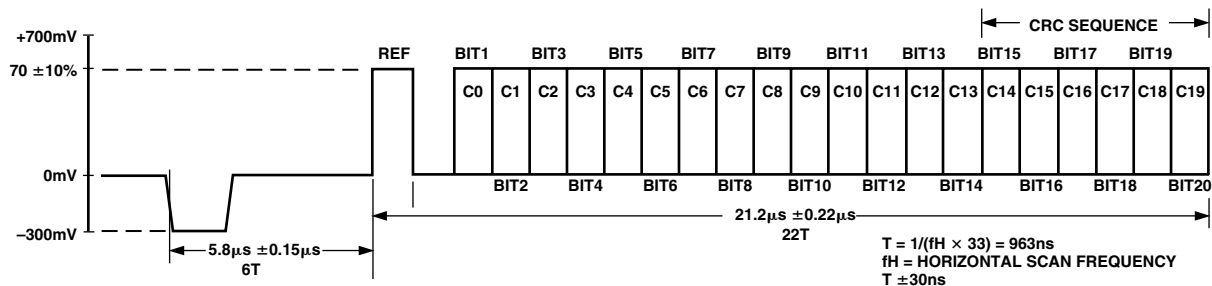 CRC SEQUENCE
+700mV
REF
BIT1 BIT3 BIT5 BIT7 BIT9 BIT11 BIT13 BIT15 BIT17 BIT19
70 ±10%
C0 C1 C2 C3 C4 C5 C6 C7 C8 C9 C10 C11 C12 C13 C14 C15 C16 C17 C18 C19
0mV
BIT2 BIT4 BIT6 BIT8 BIT10 BIT12 BIT14 BIT16 BIT18 BIT20
21.2µs ±0.22µs
22T
–300mV
5.8µs ±0.15µs
6T
T = 1/(fH × 33) = 963ns
fH = HORIZONTAL SCAN FREQUENCY
T ±30ns